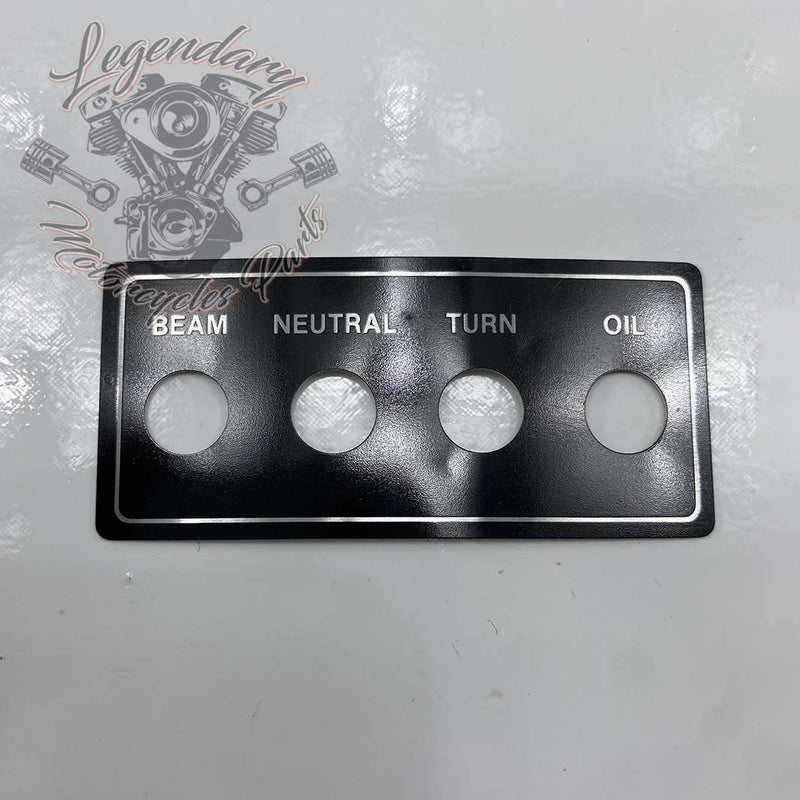 Legendary
Motorcycles Parts
BEAM NEUTRAL TURN OIL